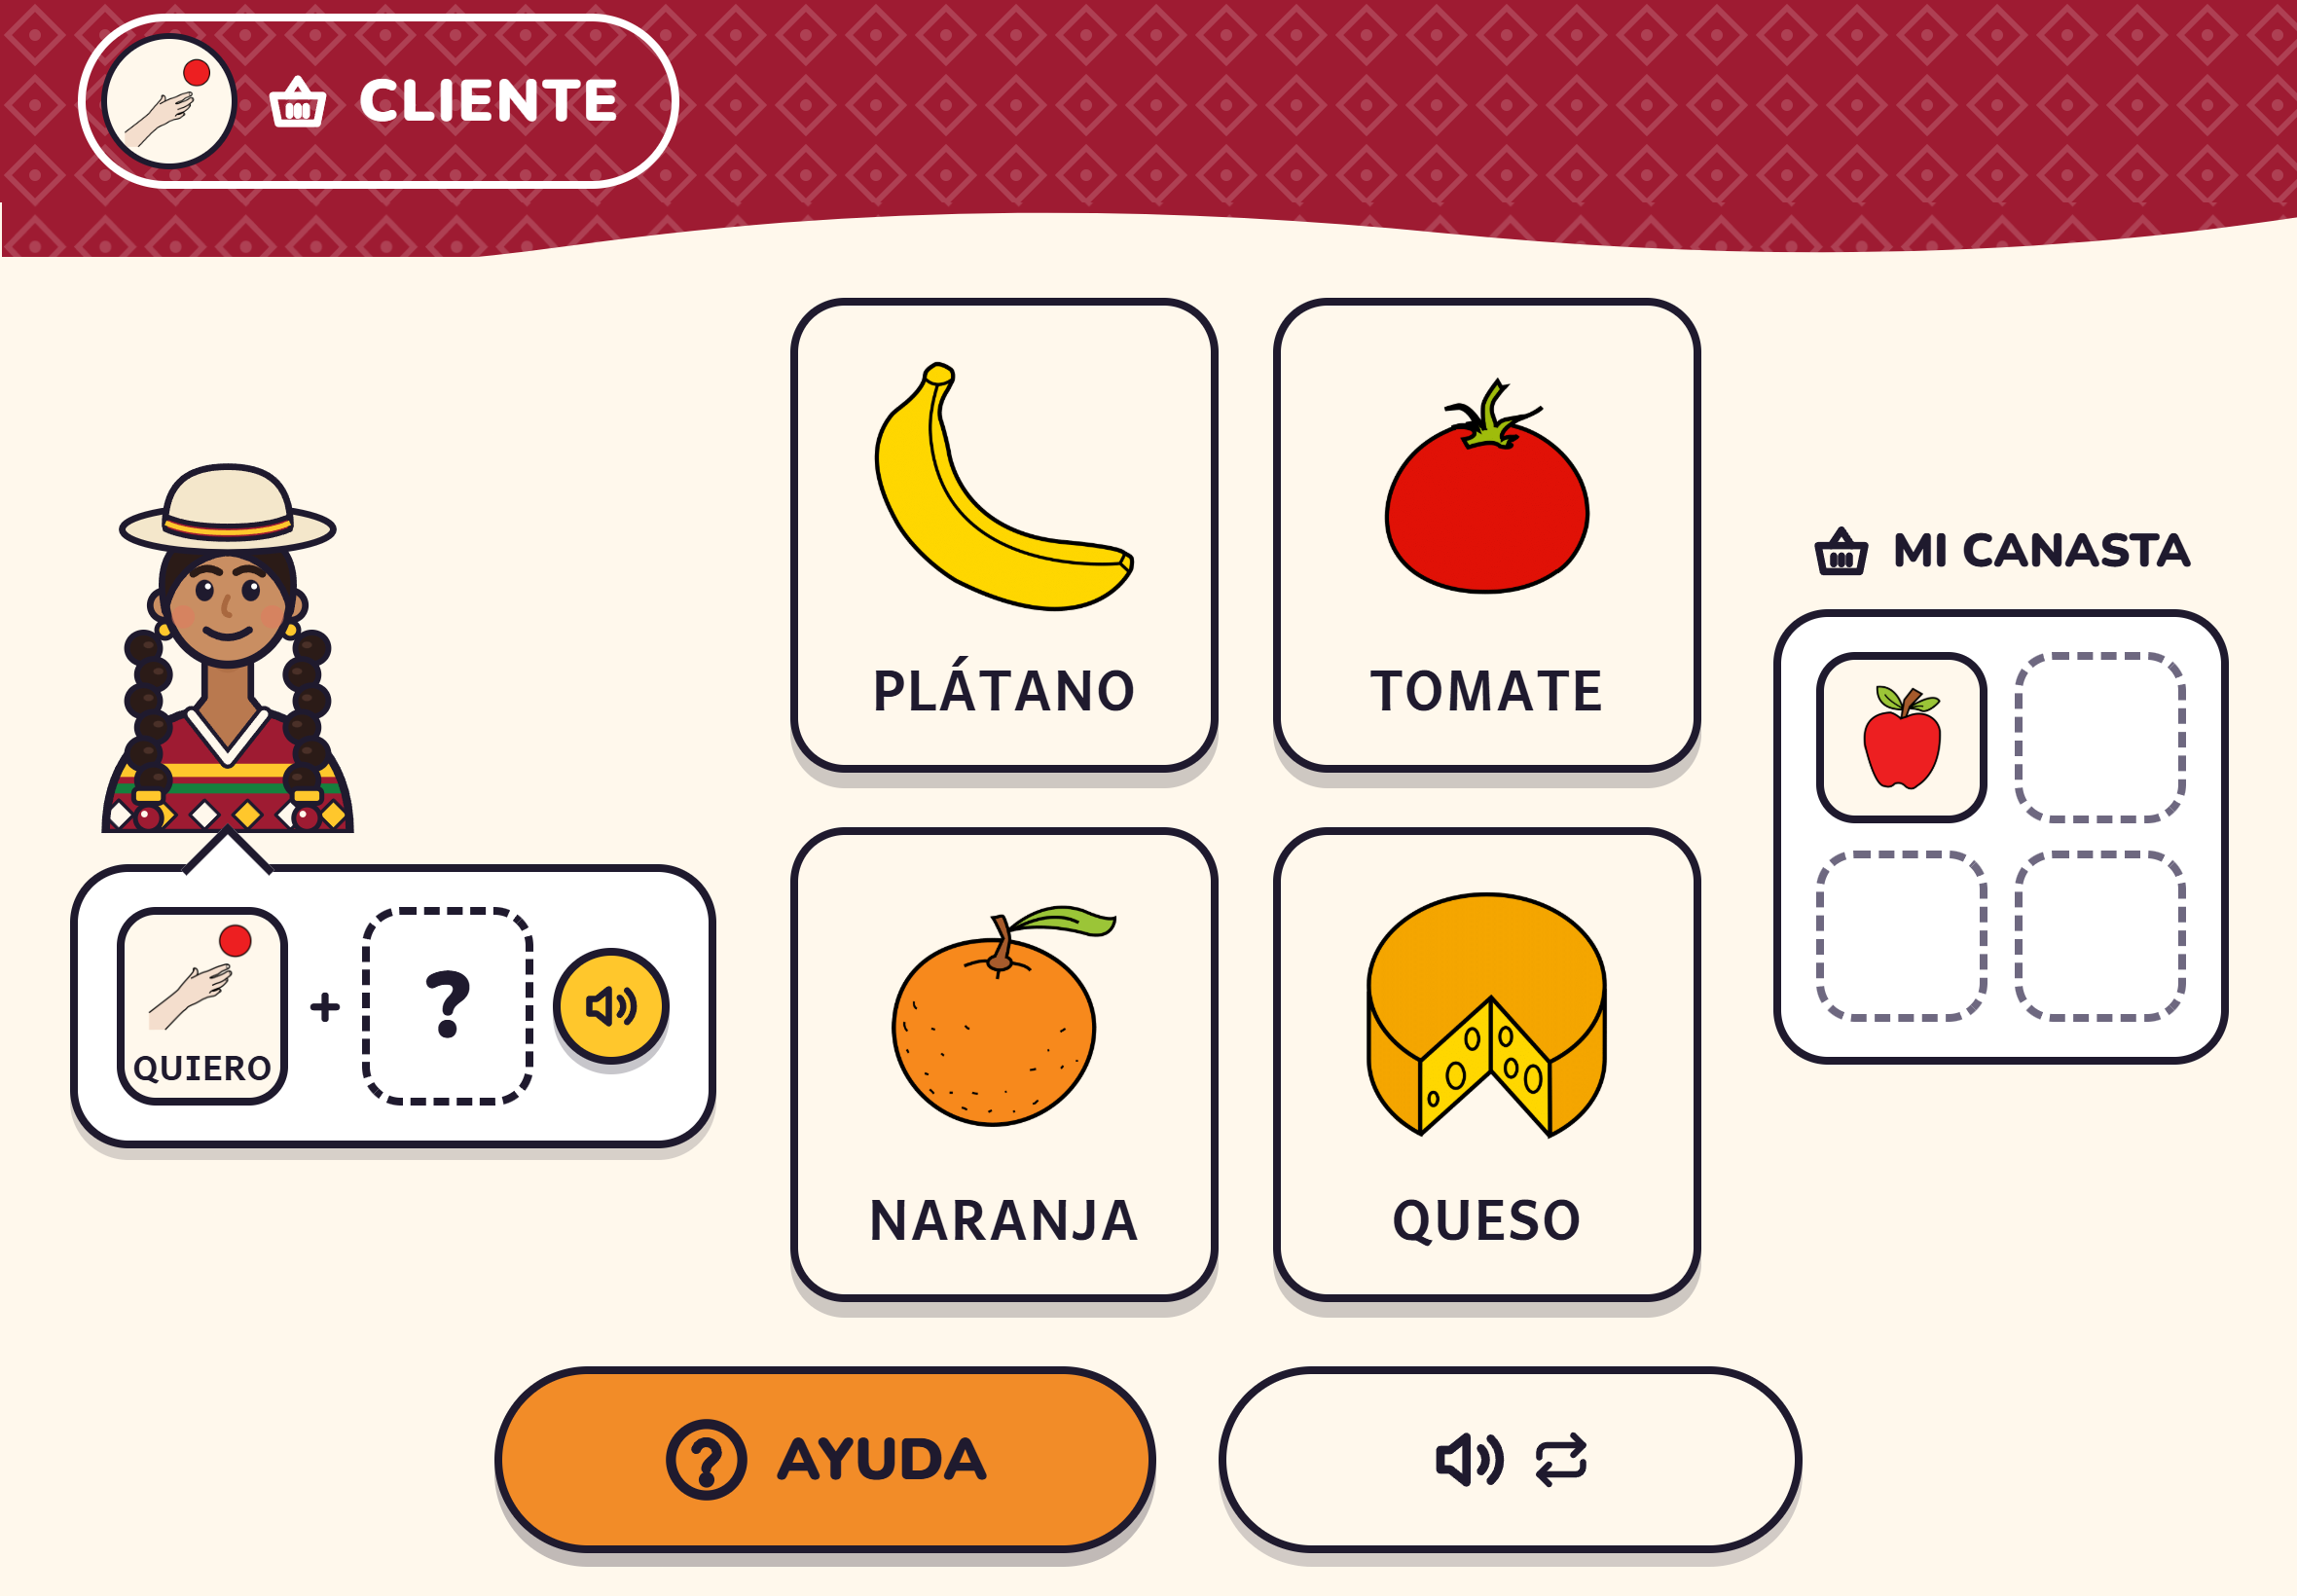 CLIENTE
PLÁTANO
TOMATE
MI CANASTA
QUIERO
+
?
NARANJA
QUESO
? AYUDA